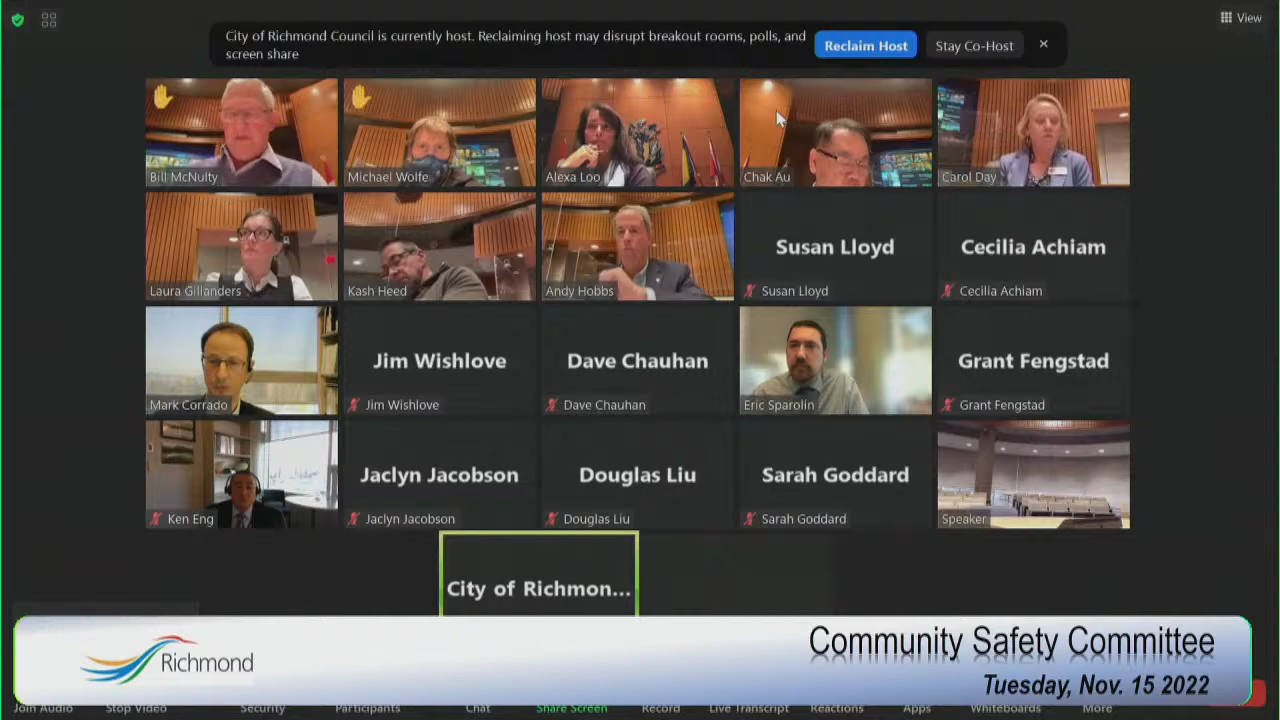 View
City of Richmond Council is currently host. Reclaiming host may disrupt breakout rooms, polls, and
screen share
Reclaim Host
Stay Co-Host
Bill McNulty
Michael Wolfe
Alexa Loo
Chak Au
Carol Day
Laura Gillanders
Kash Heed
Andy Hobbs
Susan Lloyd
Susan Lloyd
Cecilia Achiam
Cecilia Achiam
Mark Corrado
Jim Wishlove
Jim Wishlove
Dave Chauhan
Dave Chauhan
Eric Sparolin
Grant Fengstad
Grant Fengstad
Ken Eng
Jaclyn Jacobson
Jaclyn Jacobson
Douglas Liu
Douglas Liu
Sarah Goddard
Sarah Goddard
Speaker
City of Richmon...
Richmond
Community Safety Committee
Tuesday, Nov. 15 2022
Join Audio
Stop Video
Security
Participants
Chat
Share Screen
Record
Live Transcript
Reactions
Apps
Whiteboards
More